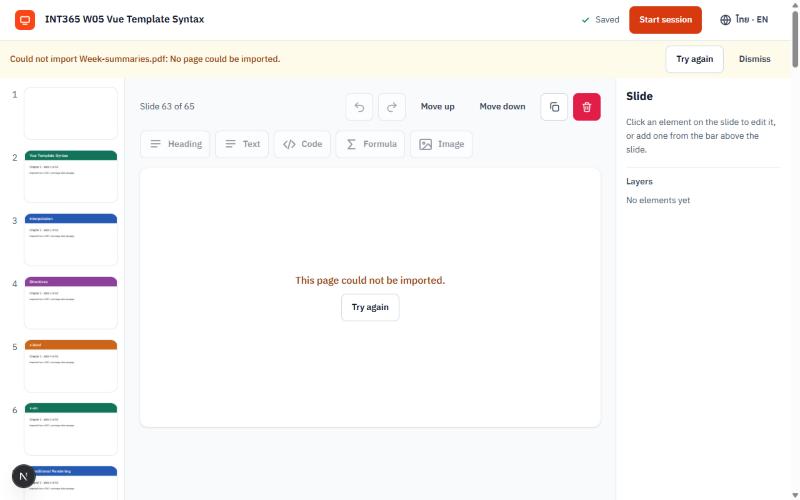 INT365 W05 Vue Template Syntax
Saved
Start session
ไทย · EN
Could not import Week-summaries.pdf: No page could be imported.
Try again
Dismiss
1
2
Vue Template Syntax
3
Interpolation
4
Directives
5
6
Conditional Rendering
N
Slide 63 of 65
Move up
Move down
Heading
Text
Code
Formula
Image
This page could not be imported.
Try again
Slide
Click an element on the slide to edit it,
or add one from the bar above the
slide.
Layers
No elements yet